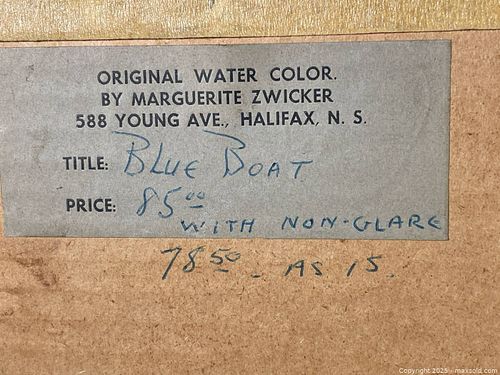 ORIGINAL WATER COLOR.
BY MARGUERITE ZWICKER
588 YOUNG AVE., HALIFAX, N. S.
TITLE: BLUE BOAT
PRICE: 85.00
WITH NON-GLARE
78.50 - AS IS.
Copyright 2025 - maxsold.com